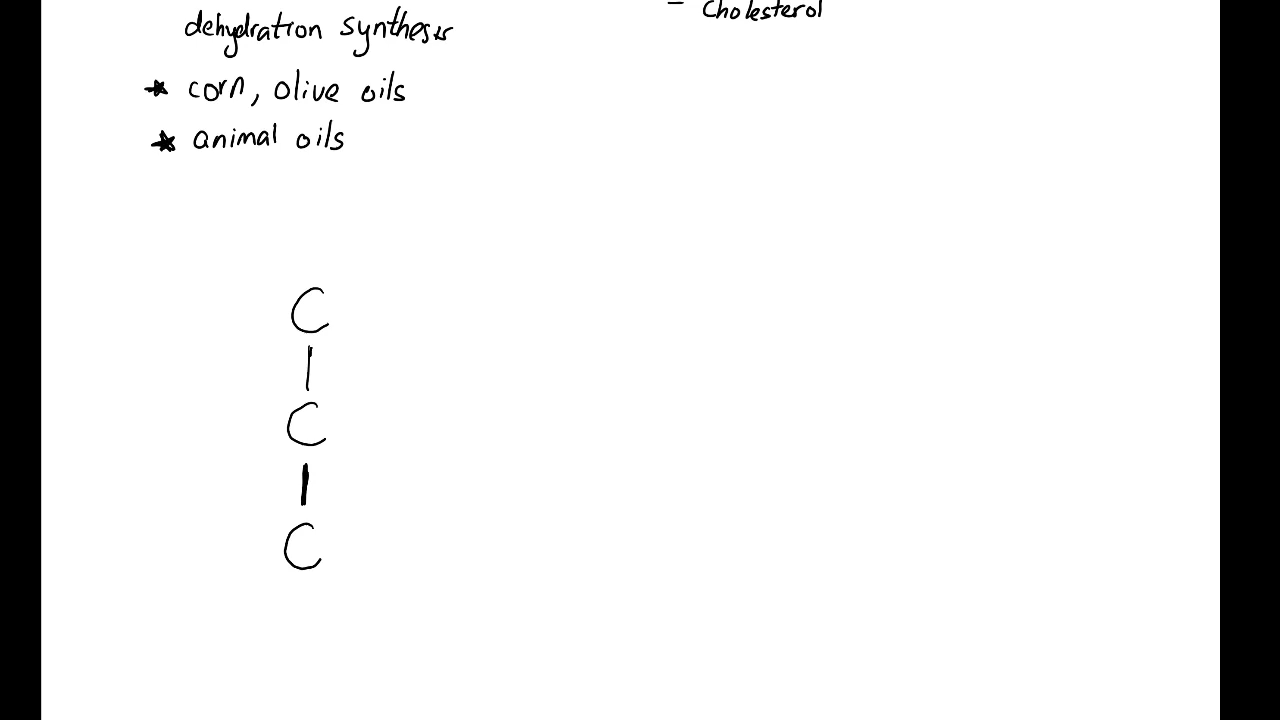 dehydration synthesis
- Cholesterol
* corn, olive oils
* animal oils
C
|
C
|
C